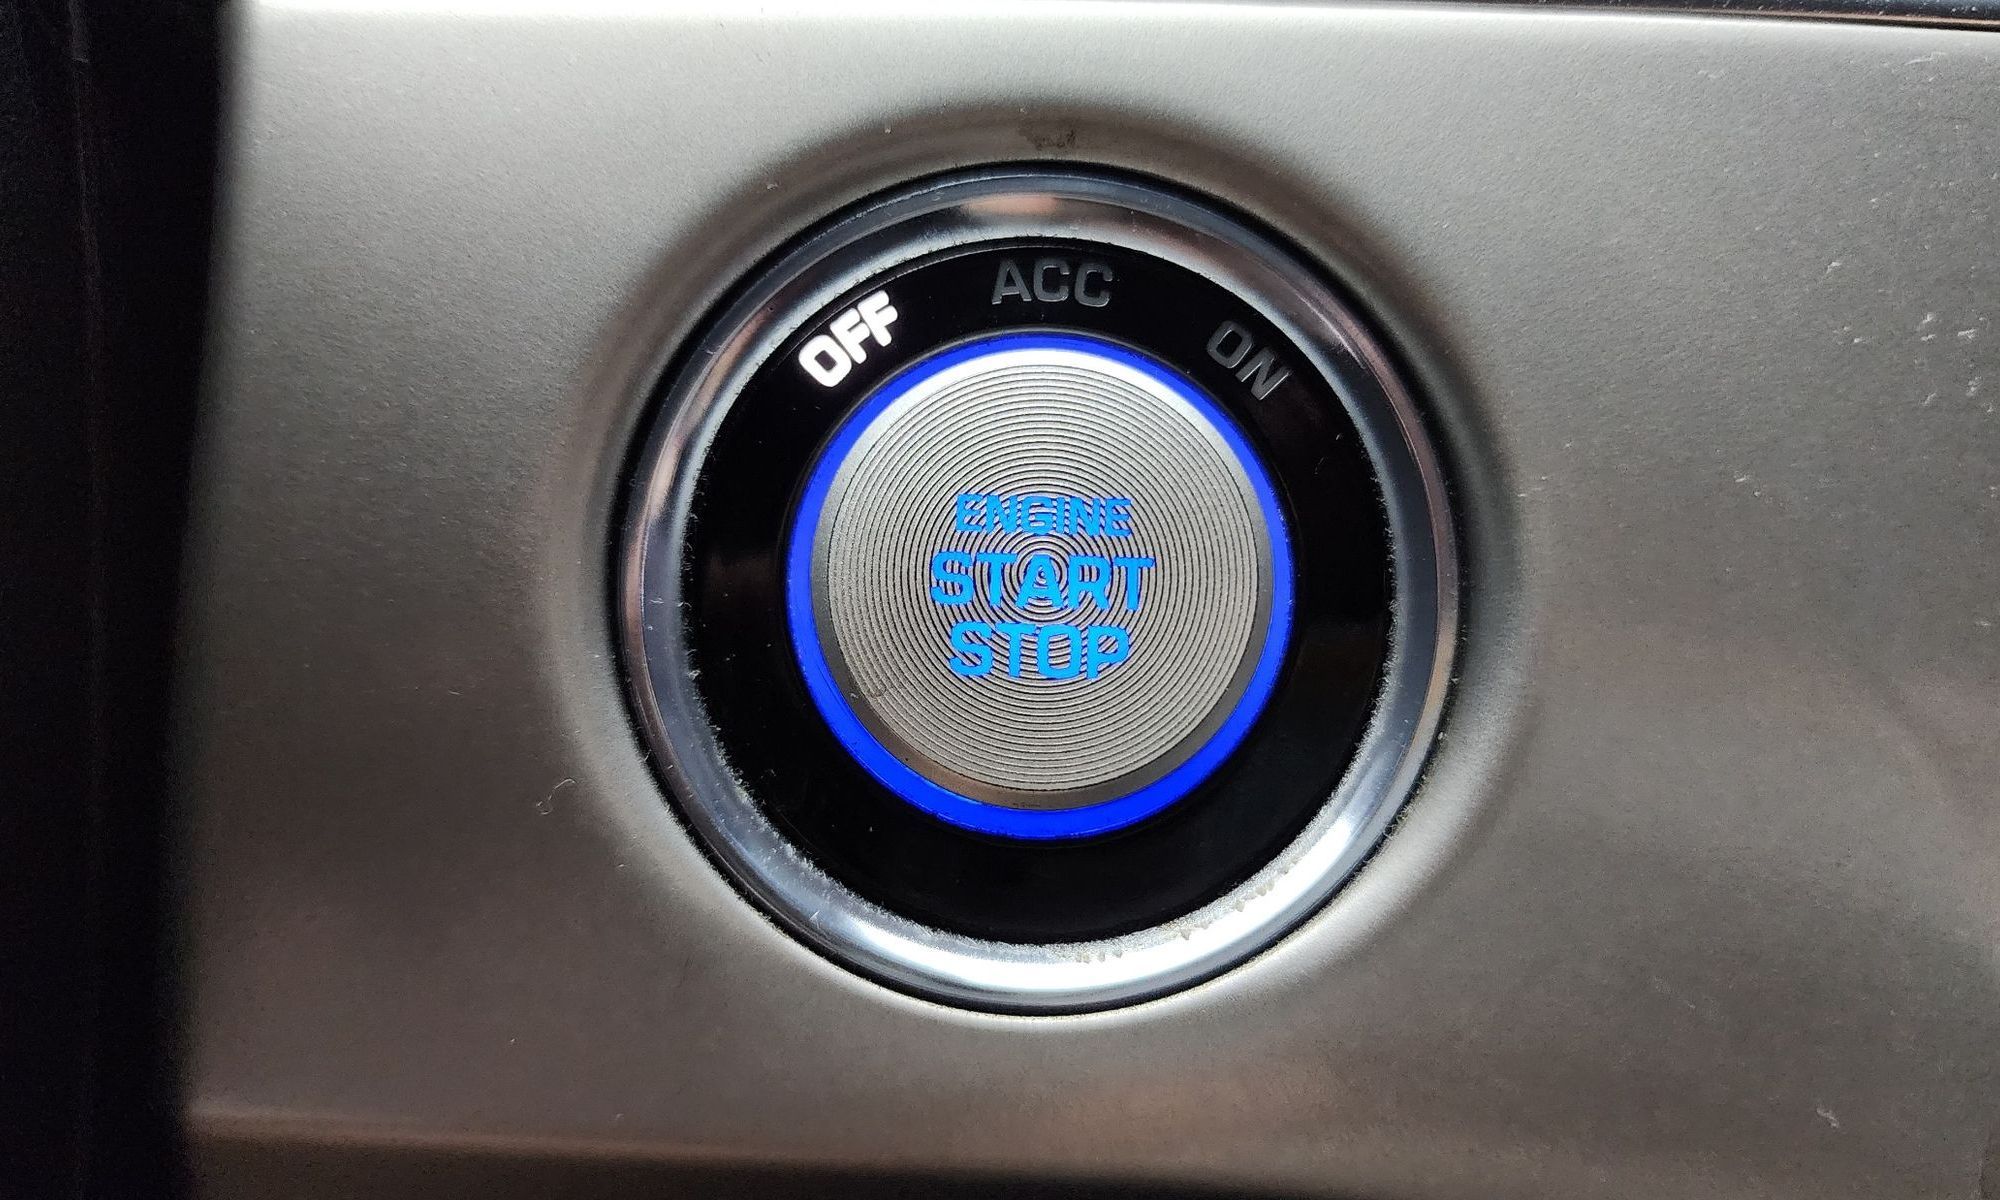 OFF ACC ON
ENGINE
START
STOP